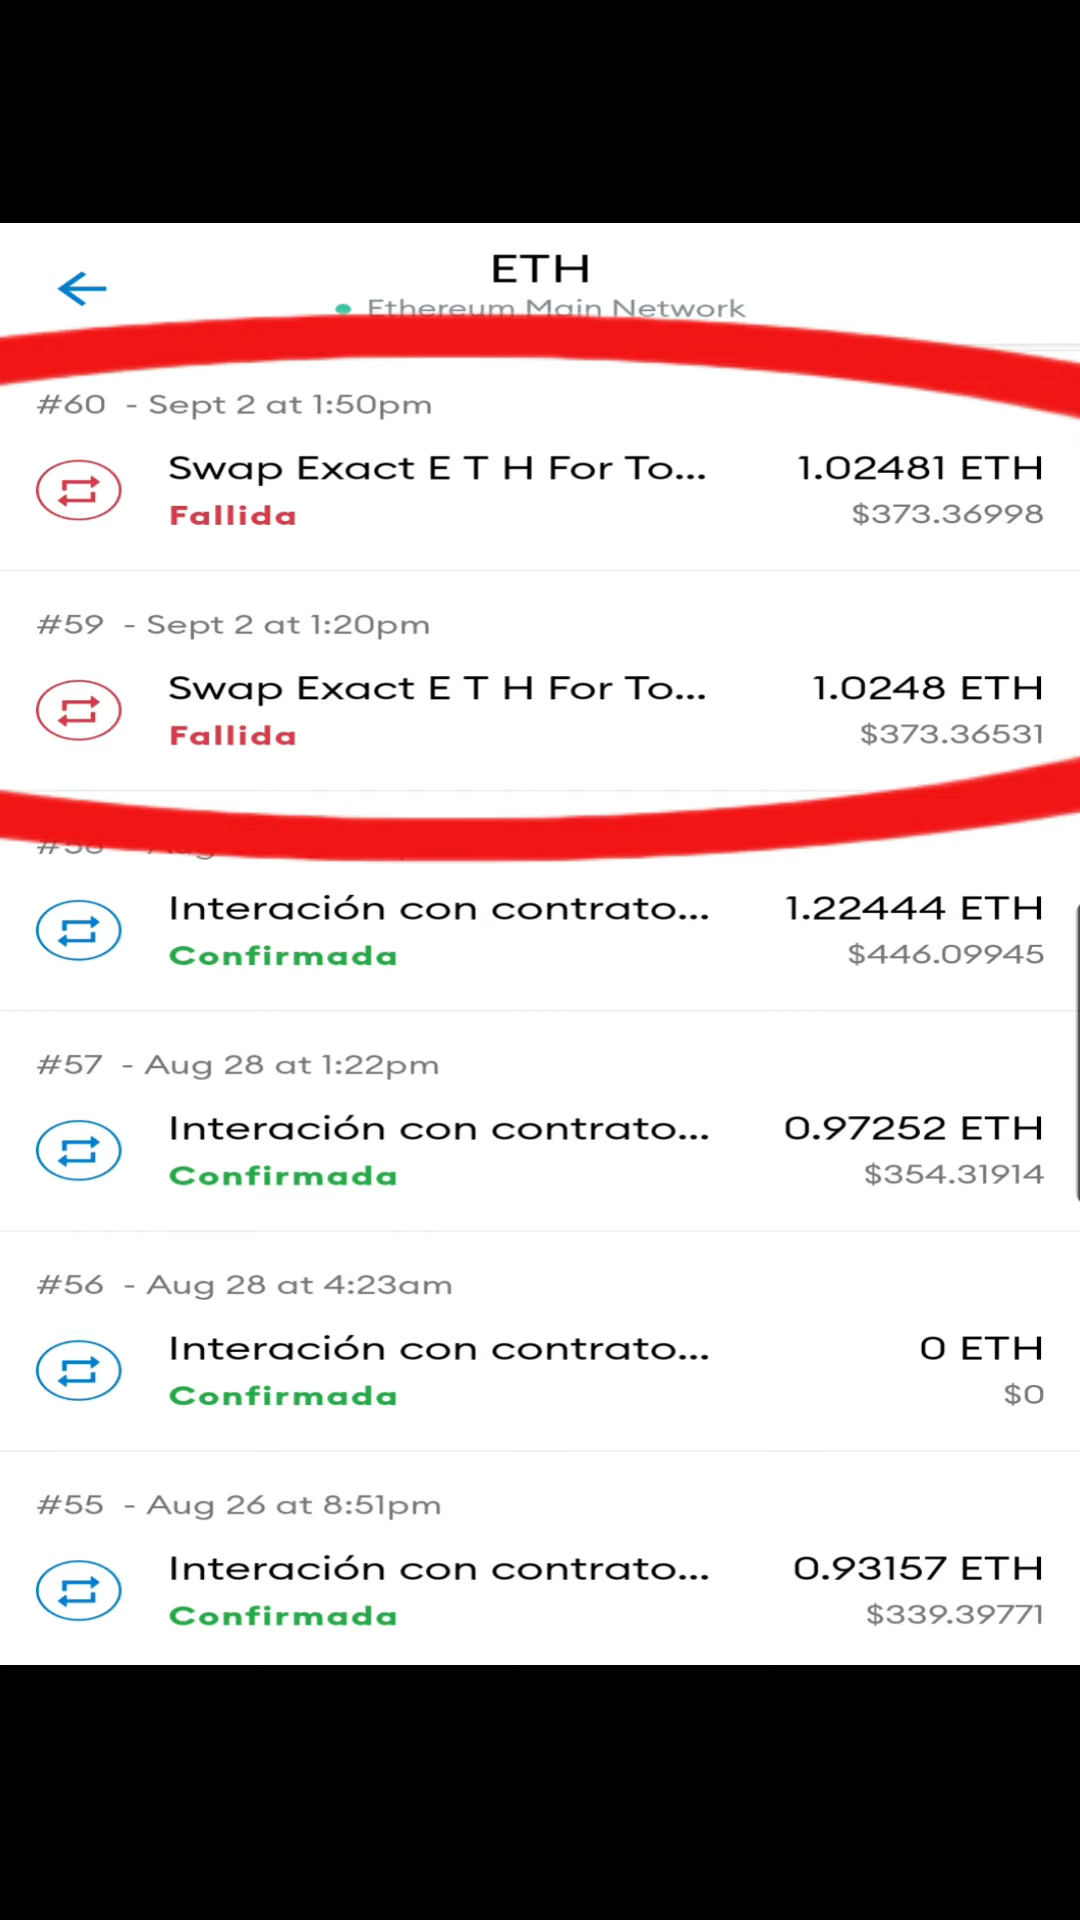 ETH
Ethereum Main Network
#60 - Sept 2 at 1:50pm
Swap Exact E T H For To... 1.02481 ETH
Fallida $373.36998
#59 - Sept 2 at 1:20pm
Swap Exact E T H For To... 1.0248 ETH
Fallida $373.36531
#58 - Aug
Interación con contrato... 1.22444 ETH
Confirmada $446.09945
#57 - Aug 28 at 1:22pm
Interación con contrato... 0.97252 ETH
Confirmada $354.31914
#56 - Aug 28 at 4:23am
Interación con contrato... 0 ETH
Confirmada $0
#55 - Aug 26 at 8:51pm
Interación con contrato... 0.93157 ETH
Confirmada $339.39771